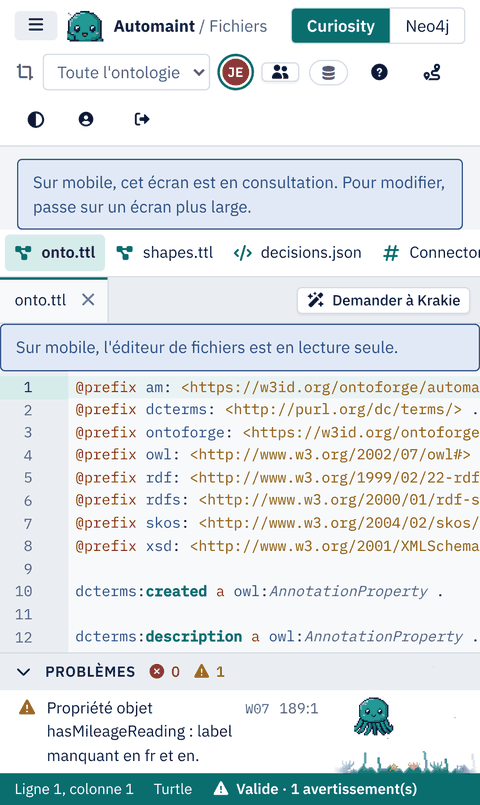 Automaint / Fichiers
Curiosity
Neo4j
Toute l'ontologie
JE
?
Sur mobile, cet écran est en consultation. Pour modifier,
passe sur un écran plus large.
onto.ttl
shapes.ttl
</> decisions.json
# Connector
onto.ttl
Demander à Krakie
Sur mobile, l'éditeur de fichiers est en lecture seule.
1 @prefix am: <https://w3id.org/ontoforge/automa
2 @prefix dcterms: <http://purl.org/dc/terms/> .
3 @prefix ontoforge: <https://w3id.org/ontoforge
4 @prefix owl: <http://www.w3.org/2002/07/owl#>
5 @prefix rdf: <http://www.w3.org/1999/02/22-rdf
6 @prefix rdfs: <http://www.w3.org/2000/01/rdf-s
7 @prefix skos: <http://www.w3.org/2004/02/skos/
8 @prefix xsd: <http://www.w3.org/2001/XMLSchema
9
10 dcterms:created a owl:AnnotationProperty .
11
12 dcterms:description a owl:AnnotationProperty .
PROBLÈMES 0 1
Propriété objet W07 189:1
hasMileageReading : label
manquant en fr et en.
Ligne 1, colonne 1 Turtle Valide · 1 avertissement(s)